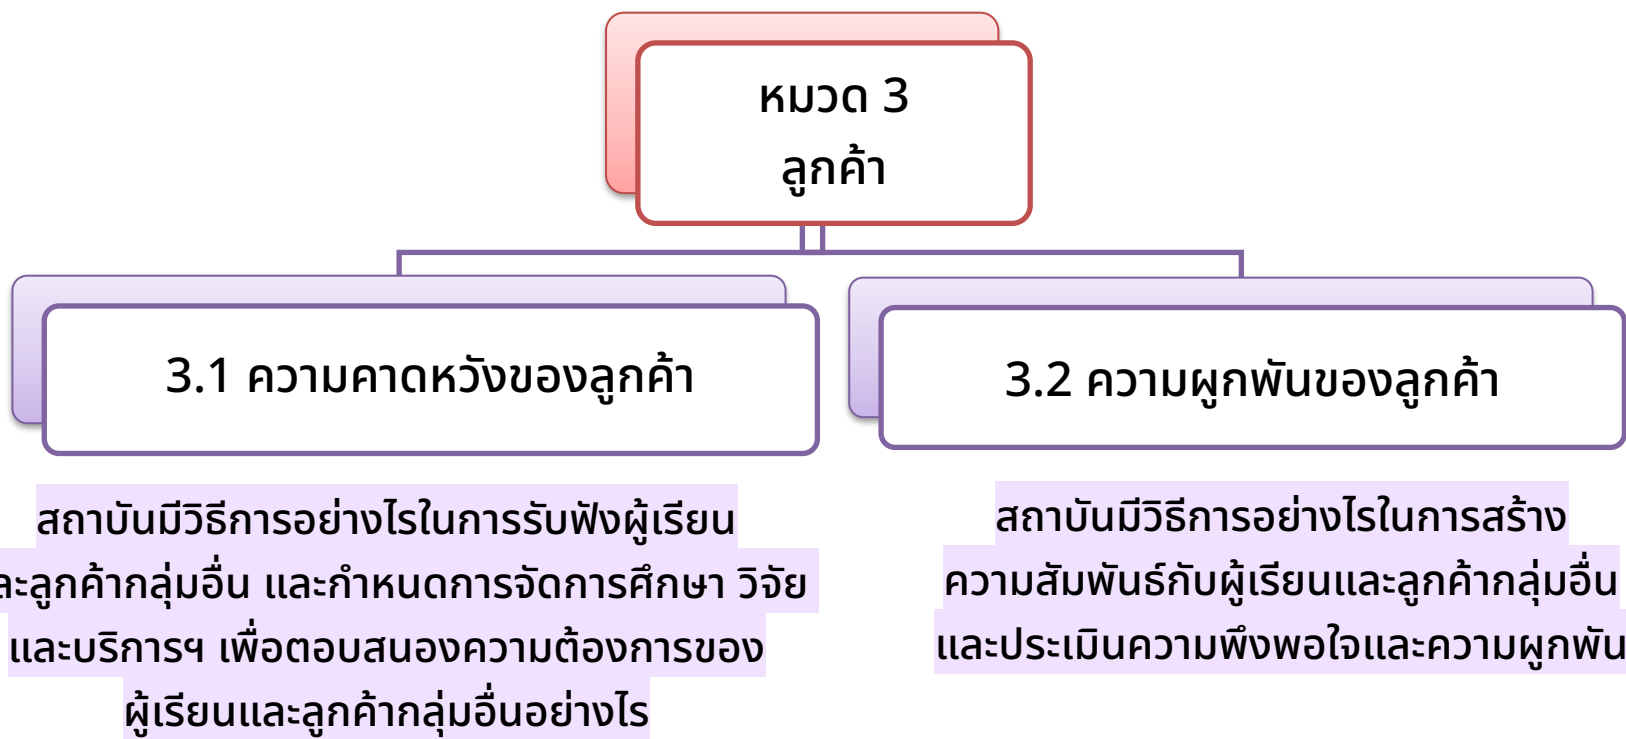 หมวด 3
ลูกค้า
3.1 ความคาดหวังของลูกค้า
สถาบันมีวิธีการอย่างไรในการรับฟังผู้เรียน
ละลูกค้ากลุ่มอื่น และกำหนดการจัดการศึกษา วิจัย
และบริการฯ เพื่อตอบสนองความต้องการของ
ผู้เรียนและลูกค้ากลุ่มอื่นอย่างไร
3.2 ความผูกพันของลูกค้า
สถาบันมีวิธีการอย่างไรในการสร้าง
ความสัมพันธ์กับผู้เรียนและลูกค้ากลุ่มอื่น
และประเมินความพึงพอใจและความผูกพัน